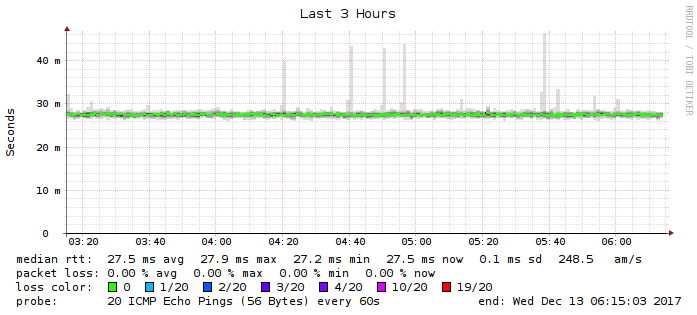 Last 3 Hours
RRDTOOL / TOBI OETIKER
Seconds
40 m
30 m
20 m
10 m
0
03:20 03:40 04:00 04:20 04:40 05:00 05:20 05:40 06:00
median rtt: 27.5 ms avg 27.9 ms max 27.2 ms min 27.5 ms now 0.1 ms sd 248.5 am/s
packet loss: 0.00 % avg 0.00 % max 0.00 % min 0.00 % now
loss color: 0 1/20 2/20 3/20 4/20 10/20 19/20
probe: 20 ICMP Echo Pings (56 Bytes) every 60s end: Wed Dec 13 06:15:03 2017